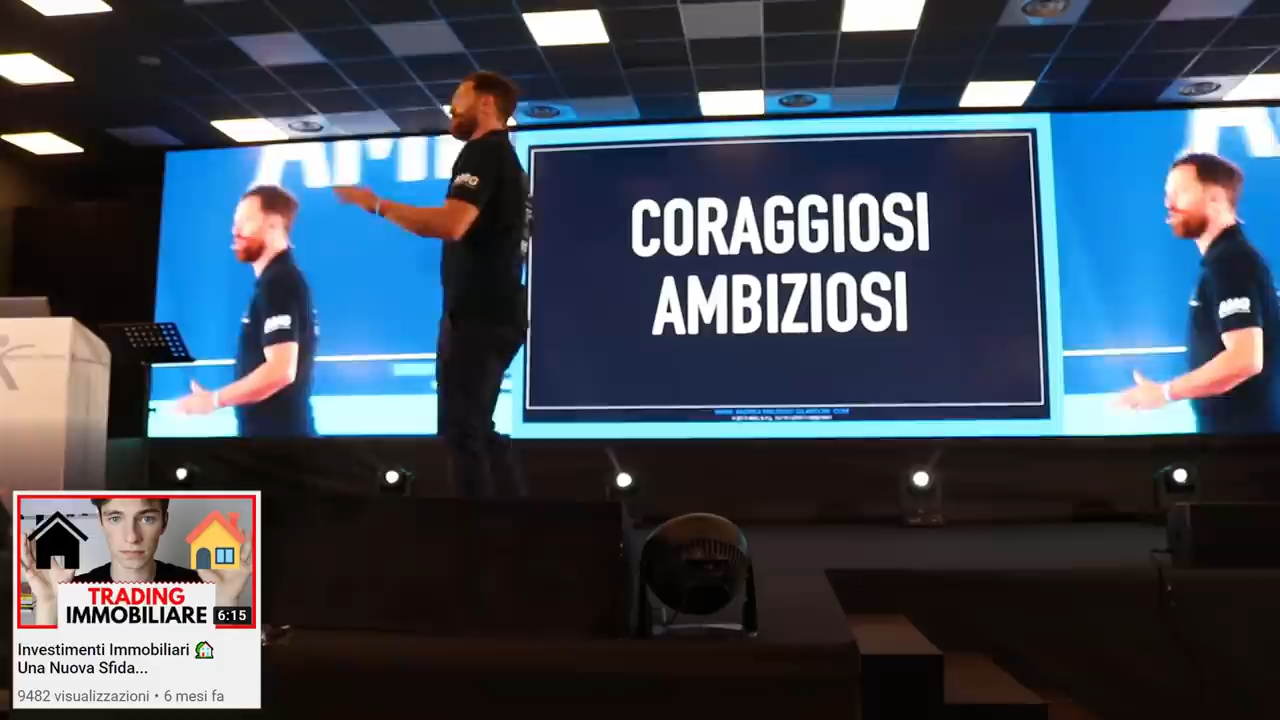 CORAGGIOSI
AMBIZIOSI
TRADING
IMMOBILIARE
6:15
Investimenti Immobiliari
Una Nuova Sfida...
9482 visualizzazioni • 6 mesi fa